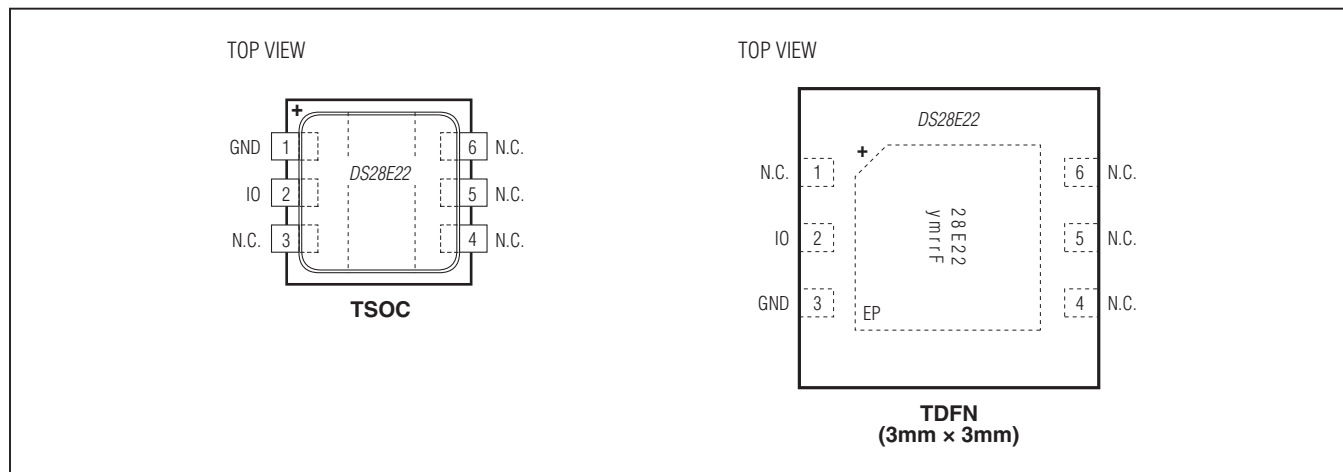 TOP VIEW
+
GND 1
6 N.C.
IO 2
DS28E22
5 N.C.
N.C. 3
4 N.C.
TSOC
TOP VIEW
DS28E22
+
N.C. 1
6 N.C.
28E22
ymrrF
IO 2
5 N.C.
GND 3
4 N.C.
EP
TDFN
(3mm × 3mm)